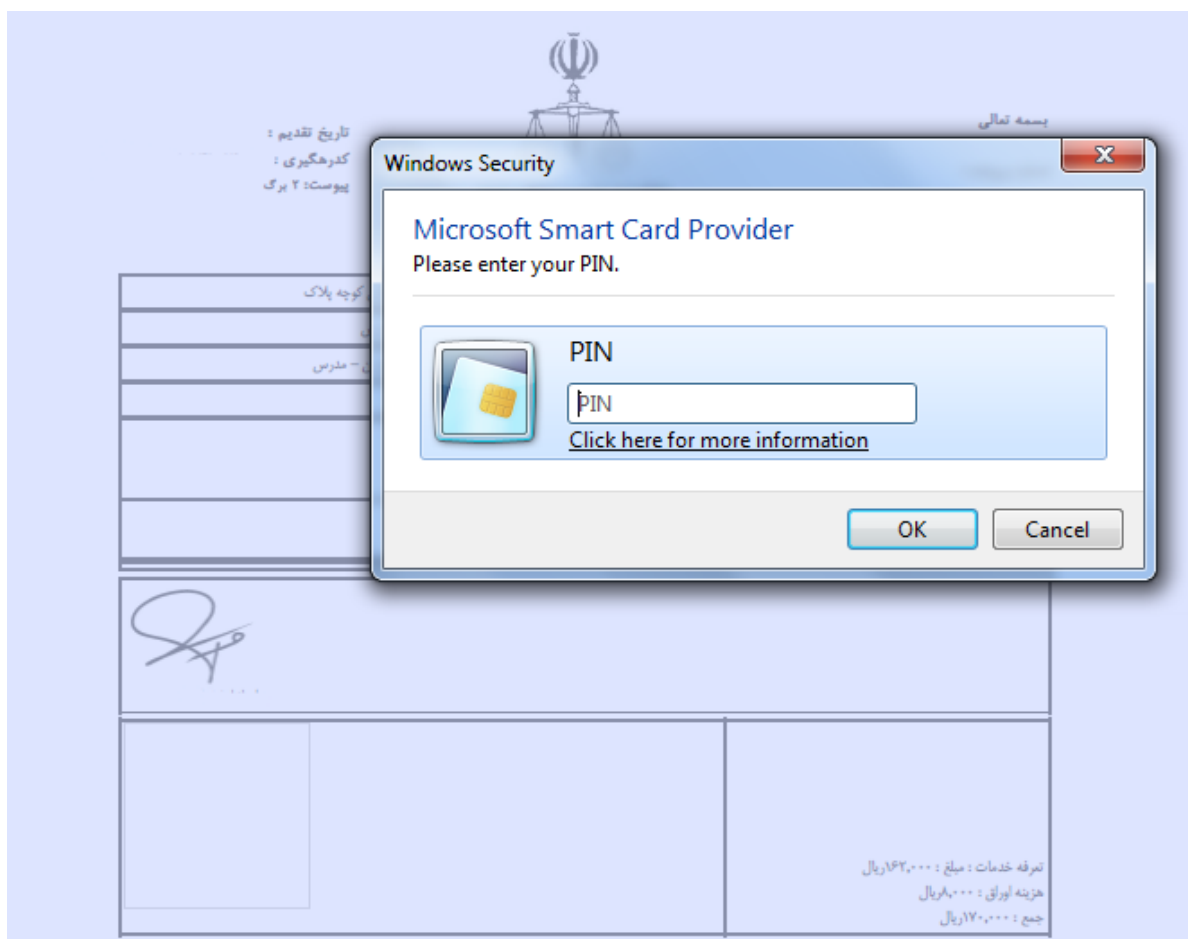 بسمه تعالی
تاریخ تقدیم :
کدرهگیری :
پیوست: ۲ برگ
Windows Security
Microsoft Smart Card Provider
Please enter your PIN.
PIN
PIN
Click here for more information
OK
Cancel
کوچه پلاک
– مدرس
تعرفه خدمات : مبلغ : ۱۶۲,۰۰۰ریال
هزینه اوراق : ۸,۰۰۰ریال
جمع : ۱۷۰,۰۰۰ریال